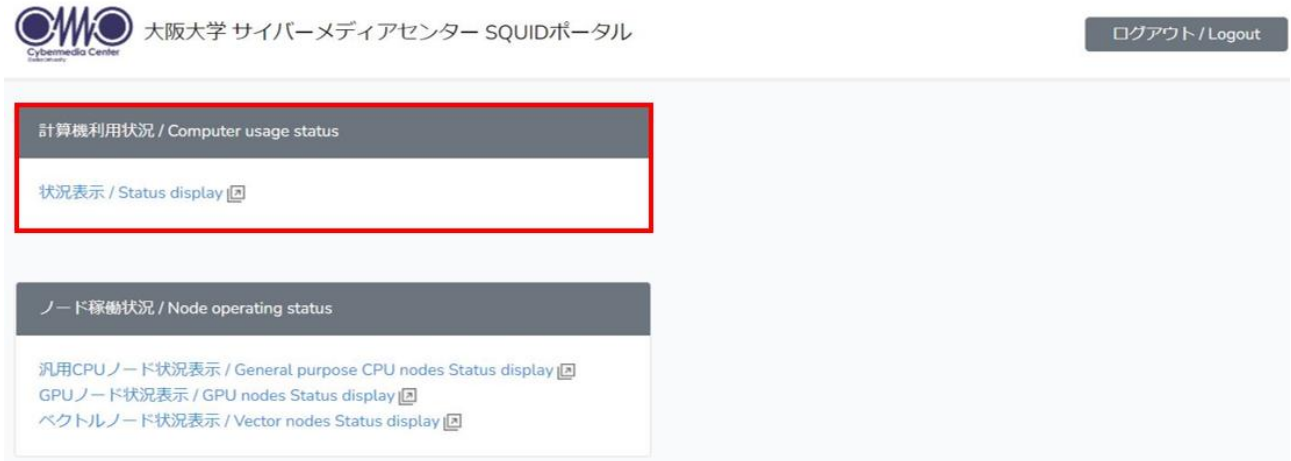 Cybermedia Center
Osaka University
大阪大学 サイバーメディアセンター SQUIDポータル
ログアウト / Logout
計算機利用状況 / Computer usage status
状況表示 / Status display
ノード稼働状況 / Node operating status
汎用CPUノード状況表示 / General purpose CPU nodes Status display
GPUノード状況表示 / GPU nodes Status display
ベクトルノード状況表示 / Vector nodes Status display